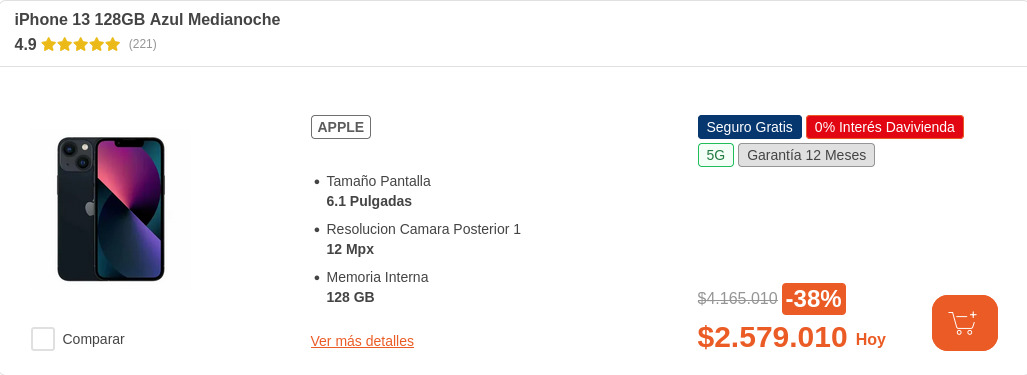 iPhone 13 128GB Azul Medianoche
4.9 (221)
APPLE
Tamaño Pantalla
6.1 Pulgadas
Resolucion Camara Posterior 1
12 Mpx
Memoria Interna
128 GB
Ver más detalles
Comparar
Seguro Gratis 0% Interés Davivienda
5G Garantía 12 Meses
$4.165.010 -38%
$2.579.010 Hoy